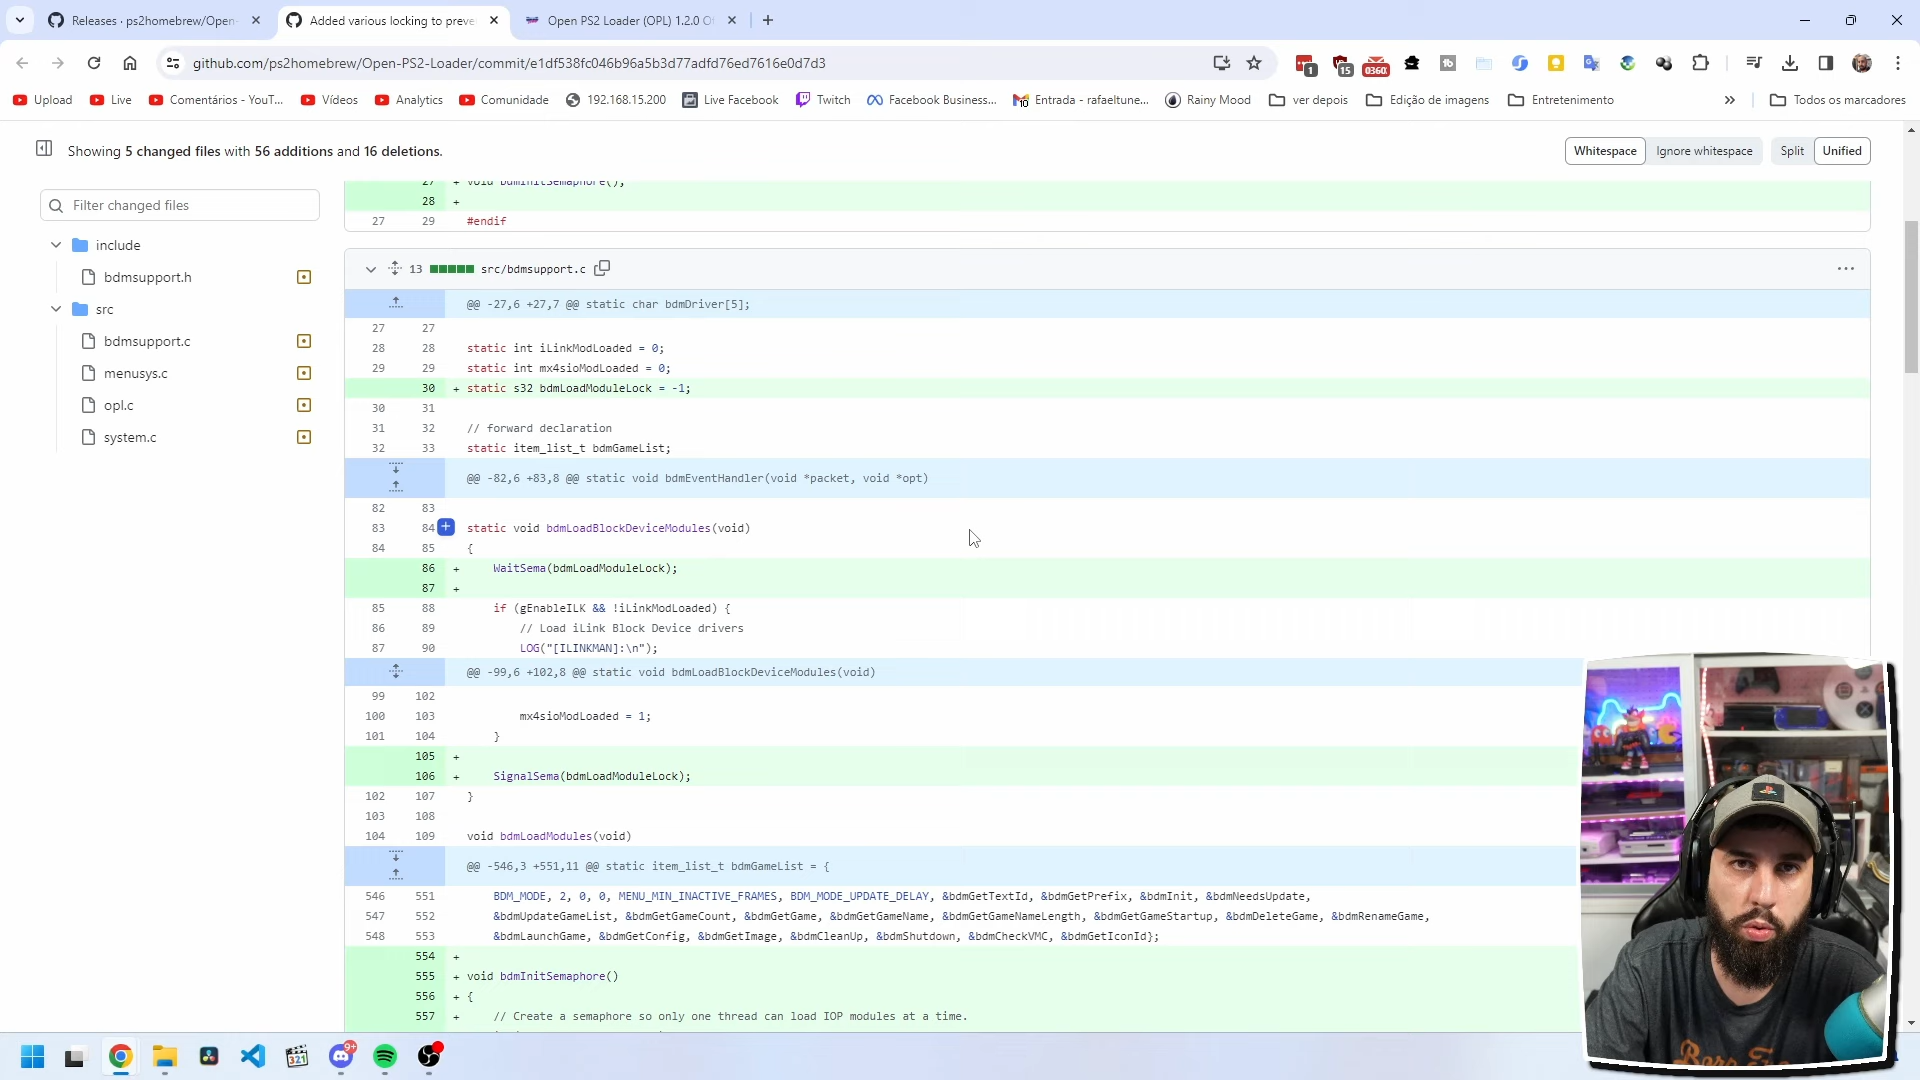 Releases · ps2homebrew/Open-
Added various locking to preve
Open PS2 Loader (OPL) 1.2.0 O
github.com/ps2homebrew/Open-PS2-Loader/commit/e1df538fc046b96a5b3d77adfd76ed7616e0d7d3
1
15
0360
Upload
Live
Comentários - YouT...
Vídeos
Analytics
Comunidade
192.168.15.200
Live Facebook
Twitch
Facebook Business...
10
Entrada - rafaeltune...
Rainy Mood
ver depois
Edição de imagens
Entretenimento
»
Todos os marcadores
Showing 5 changed files with 56 additions and 16 deletions.
Whitespace
Ignore whitespace
Split
Unified
Filter changed files
include
bdmsupport.h
src
bdmsupport.c
menusys.c
opl.c
system.c
27 + void bdmInitSemaphore();
28 +
27 29 #endif
13 src/bdmsupport.c
@@ -27,6 +27,7 @@ static char bdmDriver[5];
27 27
28 28 static int iLinkModLoaded = 0;
29 29 static int mx4sioModLoaded = 0;
30 + static s32 bdmLoadModuleLock = -1;
30 31
31 32 // forward declaration
32 33 static item_list_t bdmGameList;
@@ -82,6 +83,8 @@ static void bdmEventHandler(void *packet, void *opt)
82 83
83 84 static void bdmLoadBlockDeviceModules(void)
84 85 {
86 + WaitSema(bdmLoadModuleLock);
87 +
85 88 if (gEnableILK && !iLinkModLoaded) {
86 89 // Load iLink Block Device drivers
87 90 LOG("[ILINKMAN]:\n");
@@ -99,6 +102,8 @@ static void bdmLoadBlockDeviceModules(void)
99 102
100 103 mx4sioModLoaded = 1;
101 104 }
105 +
106 + SignalSema(bdmLoadModuleLock);
102 107 }
103 108
104 109 void bdmLoadModules(void)
@@ -546,3 +551,11 @@ static item_list_t bdmGameList = {
546 551 BDM_MODE, 2, 0, 0, MENU_MIN_INACTIVE_FRAMES, BDM_MODE_UPDATE_DELAY, &bdmGetTextId, &bdmGetPrefix, &bdmInit, &bdmNeedsUpdate,
547 552 &bdmUpdateGameList, &bdmGetGameCount, &bdmGetGame, &bdmGetGameName, &bdmGetGameNameLength, &bdmGetGameStartup, &bdmDeleteGame, &bdmRenameGame,
548 553 &bdmLaunchGame, &bdmGetConfig, &bdmGetImage, &bdmCleanUp, &bdmShutdown, &bdmCheckVMC, &bdmGetIconId};
554 +
555 + void bdmInitSemaphore()
556 + {
557 + // Create a semaphore so only one thread can load IOP modules at a time.
321
9+